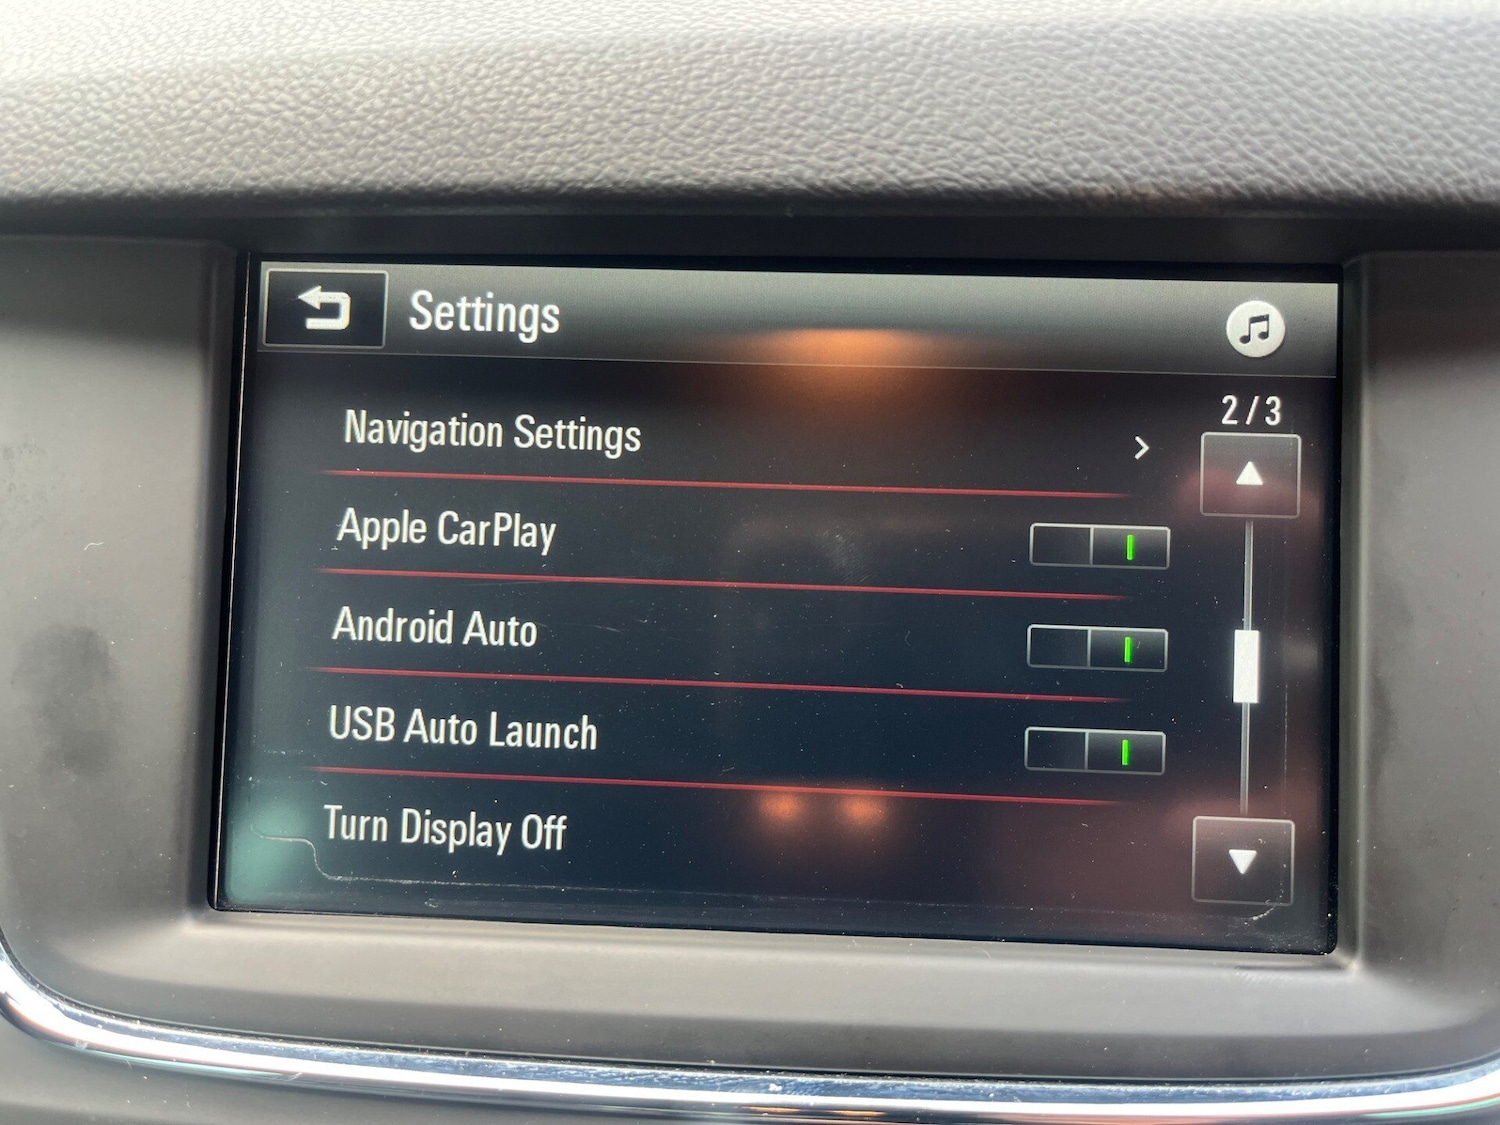 Settings
2/3
Navigation Settings
Apple CarPlay
Android Auto
USB Auto Launch
Turn Display Off